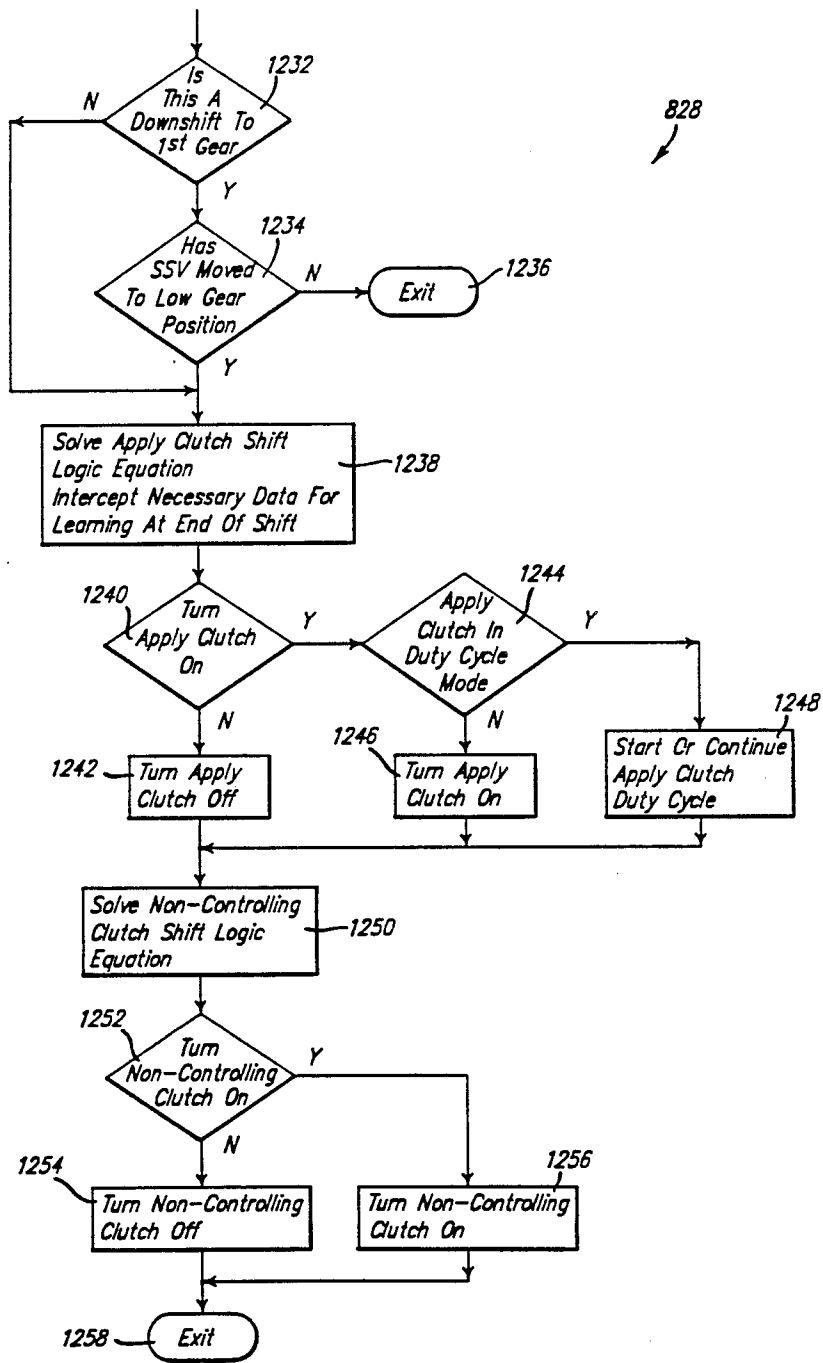 1232
Is
This A
Downshift To
1st Gear
N
Y
828
1234
Has
SSV Moved
To Low Gear
Position
N
Y
Exit
1236
Solve Apply Clutch Shift
Logic Equation
Intercept Necessary Data For
Learning At End Of Shift
1238
1240
Turn
Apply Clutch
On
Y
N
1244
Apply
Clutch In
Duty Cycle
Mode
Y
N
1242
Turn Apply
Clutch Off
1246
Turn Apply
Clutch On
1248
Start Or Continue
Apply Clutch
Duty Cycle
Solve Non-Controlling
Clutch Shift Logic
Equation
1250
1252
Turn
Non-Controlling
Clutch On
Y
N
1254
Turn Non-Controlling
Clutch Off
1256
Turn Non-Controlling
Clutch On
1258
Exit